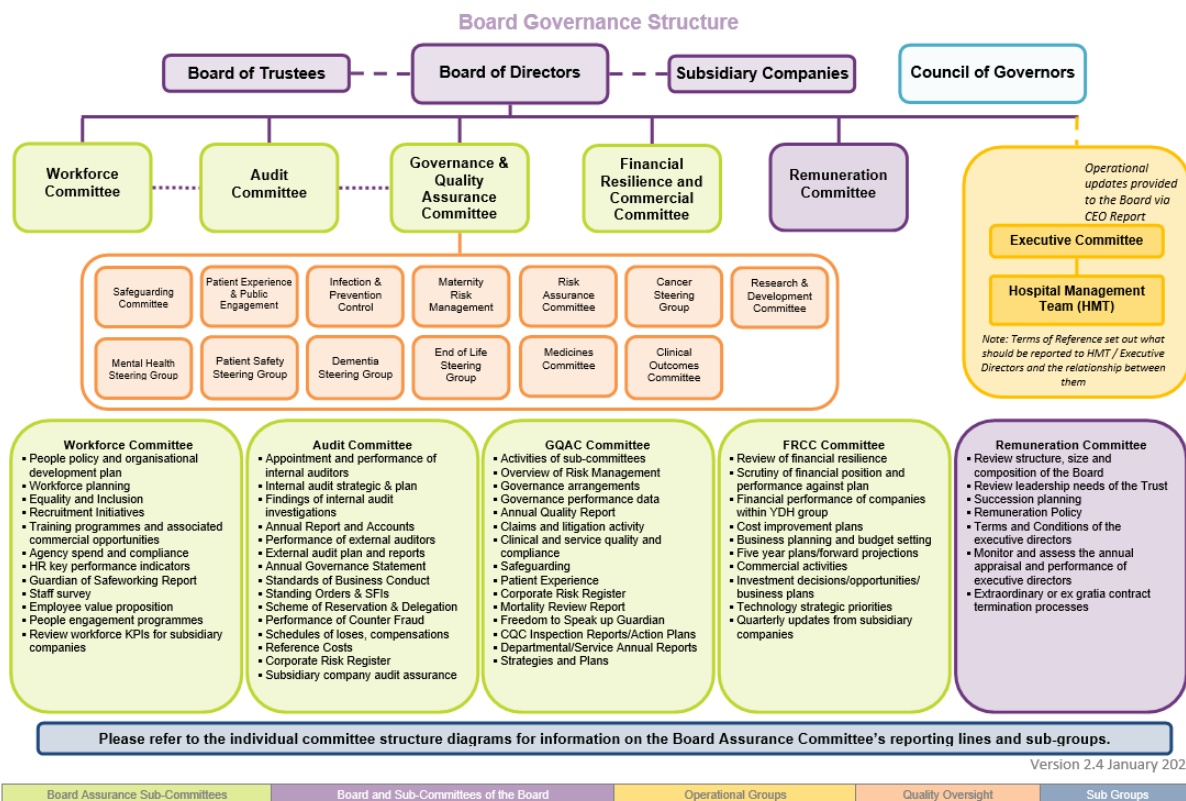 Board Governance Structure
Board of Trustees
Board of Directors
Subsidiary Companies
Council of Governors
Workforce
Committee
Audit
Committee
Governance &
Quality
Assurance
Committee
Financial
Resilience and
Commercial
Committee
Remuneration
Committee
Operational
updates provided
to the Board via
CEO Report
Executive Committee
Hospital Management
Team (HMT)
Note: Terms of Reference set out what
should be reported to HMT / Executive
Directors and the relationship between
them
Safeguarding
Committee
Patient Experience
& Public
Engagement
Infection &
Prevention
Control
Maternity
Risk
Management
Risk
Assurance
Committee
Cancer
Steering
Group
Research &
Development
Committee
Mental Health
Steering Group
Patient Safety
Steering Group
Dementia
Steering Group
End of Life
Steering
Group
Medicines
Committee
Clinical
Outcomes
Committee
Workforce Committee
▪ People policy and organisational
development plan
▪ Workforce planning
▪ Equality and Inclusion
▪ Recruitment Initiatives
▪ Training programmes and associated
commercial opportunities
▪ Agency spend and compliance
▪ HR key performance indicators
▪ Guardian of Safeworking Report
▪ Staff survey
▪ Employee value proposition
▪ People engagement programmes
▪ Review workforce KPIs for subsidiary
companies
Audit Committee
▪ Appointment and performance of
internal auditors
▪ Internal audit strategic & plan
▪ Findings of internal audit
investigations
▪ Annual Report and Accounts
▪ Performance of external auditors
▪ External audit plan and reports
▪ Annual Governance Statement
▪ Standards of Business Conduct
▪ Standing Orders & SFIs
▪ Scheme of Reservation & Delegation
▪ Performance of Counter Fraud
▪ Schedules of loses, compensations
▪ Reference Costs
▪ Corporate Risk Register
▪ Subsidiary company audit assurance
GQAC Committee
▪ Activities of sub-committees
▪ Overview of Risk Management
▪ Governance arrangements
▪ Governance performance data
▪ Annual Quality Report
▪ Claims and litigation activity
▪ Clinical and service quality and
compliance
▪ Safeguarding
▪ Patient Experience
▪ Corporate Risk Register
▪ Mortality Review Report
▪ Freedom to Speak up Guardian
▪ CQC Inspection Reports/Action Plans
▪ Departmental/Service Annual Reports
▪ Strategies and Plans
FRCC Committee
▪ Review of financial resilience
▪ Scrutiny of financial position and
performance against plan
▪ Financial performance of companies
within YDH group
▪ Cost improvement plans
▪ Business planning and budget setting
▪ Five year plans/forward projections
▪ Commercial activities
▪ Investment decisions/opportunities/
business plans
▪ Technology strategic priorities
▪ Quarterly updates from subsidiary
companies
Remuneration Committee
▪ Review structure, size and
composition of the Board
▪ Review leadership needs of the Trust
▪ Succession planning
▪ Remuneration Policy
▪ Terms and Conditions of the
executive directors
▪ Monitor and assess the annual
appraisal and performance of
executive directors
▪ Extraordinary or ex gratia contract
termination processes
Please refer to the individual committee structure diagrams for information on the Board Assurance Committee's reporting lines and sub-groups.
Version 2.4 January 202
Board Assurance Sub-Committees
Board and Sub-Committees of the Board
Operational Groups
Quality Oversight
Sub Groups